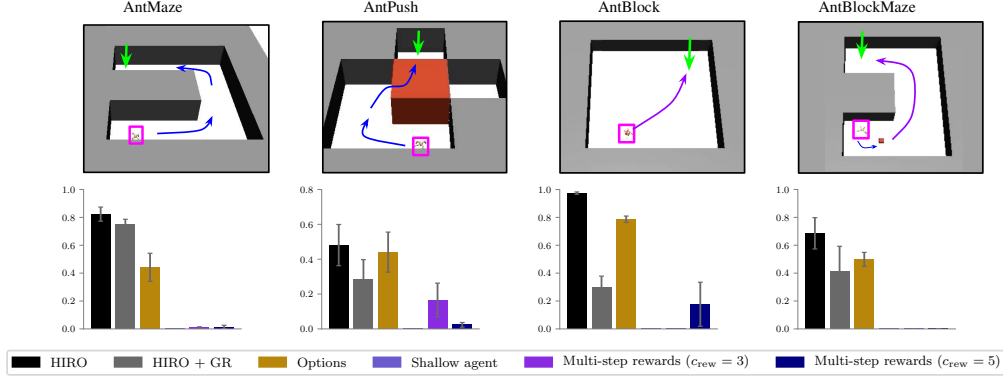 AntMaze AntPush AntBlock AntBlockMaze
1.0 0.8 1.0 1.0
0.8 0.6 0.8 0.8
0.6 0.4 0.6 0.6
0.4 0.2 0.4 0.4
0.2 0.0 0.2 0.2
0.0 0.0 0.0
HIRO HIRO + GR Options Shallow agent Multi-step rewards (c_rew = 3) Multi-step rewards (c_rew = 5)